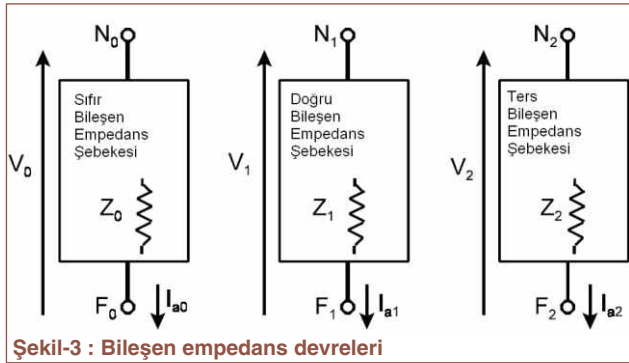 N0 N1 N2
Sıfır
Bileşen
Empedans
Şebekesi
Doğru
Bileşen
Empedans
Şebekesi
Ters
Bileşen
Empedans
Şebekesi
V0 V1 V2
Z0 Z1 Z2
F0 Ia0 F1 Ia1 F2 Ia2
Şekil-3 : Bileşen empedans devreleri